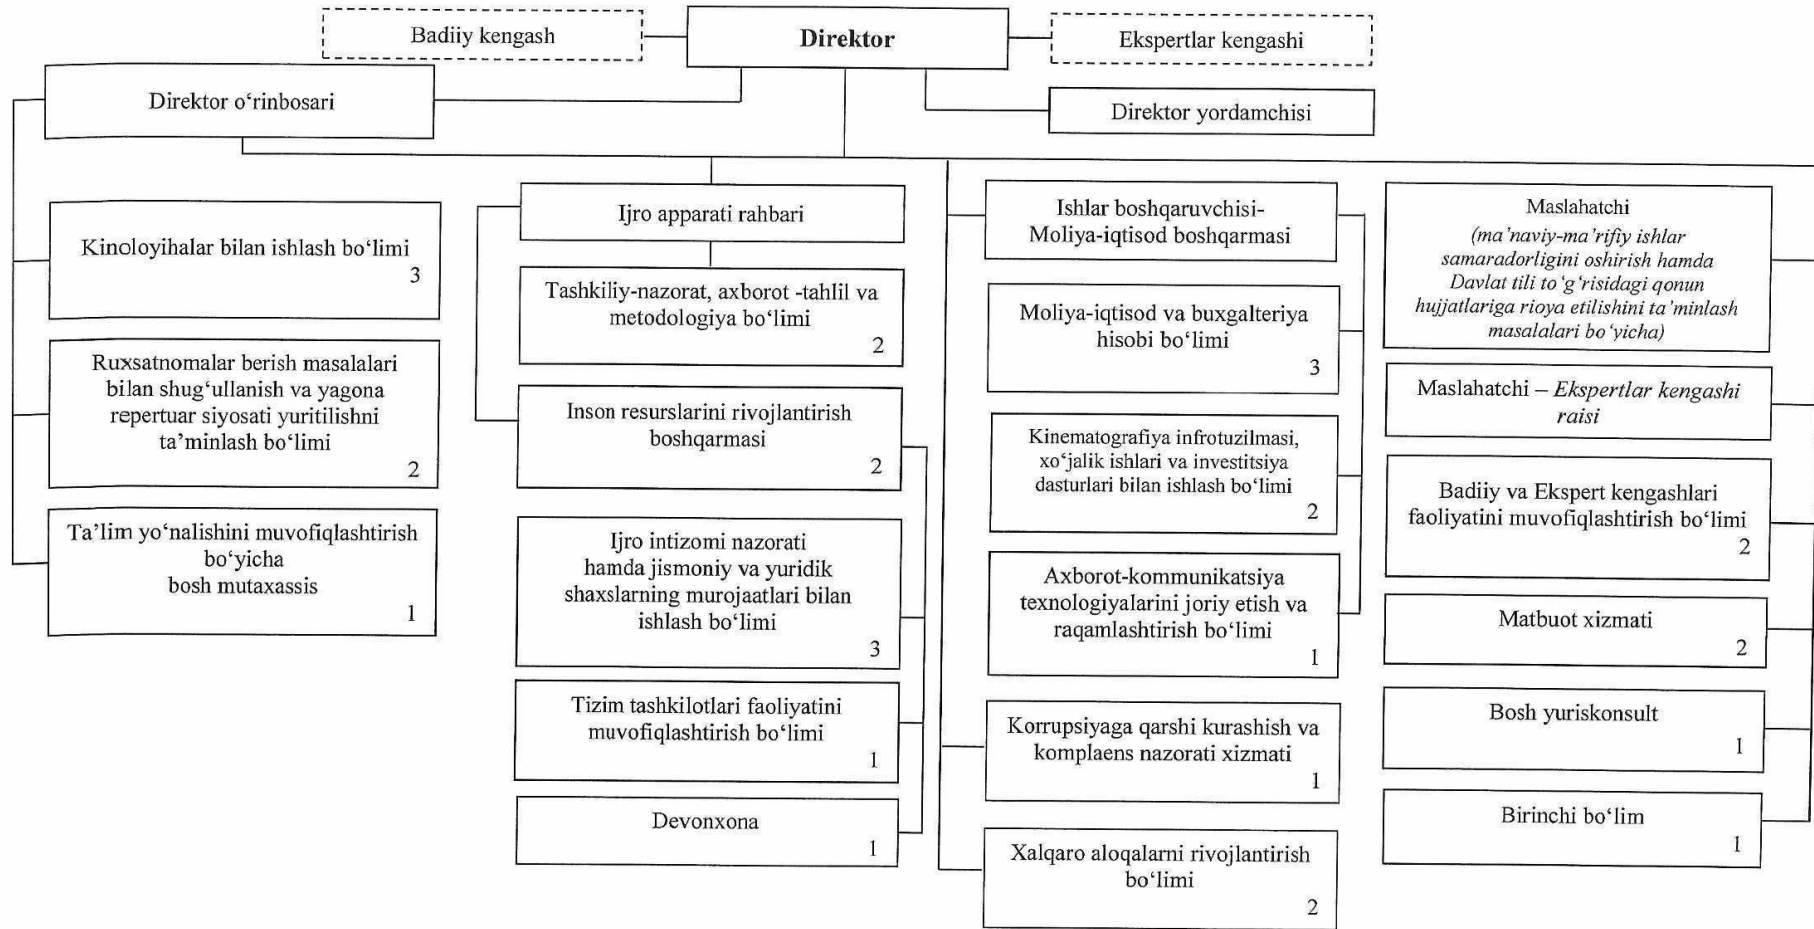 Badiiy kengash
Direktor
Ekspertlar kengashi
Direktor o‘rinbosari
Direktor yordamchisi
Kinoloyihalar bilan ishlash bo‘limi
3
Ruxsatnomalar berish masalalari
bilan shug‘ullanish va yagona
repertuar siyosati yuritilishni
ta’minlash bo‘limi
2
Ta’lim yo‘nalishini muvofiqlashtirish
bo‘yicha
bosh mutaxassis
1
Ijro apparati rahbari
Tashkiliy-nazorat, axborot -tahlil va
metodologiya bo‘limi
2
Inson resurslarini rivojlantirish
boshqarmasi
2
Ijro intizomi nazorati
hamda jismoniy va yuridik
shaxslarning murojaatlari bilan
ishlash bo‘limi
3
Tizim tashkilotlari faoliyatini
muvofiqlashtirish bo‘limi
1
Devonxona
1
Ishlar boshqaruvchisi-
Moliya-iqtisod boshqarmasi
Moliya-iqtisod va buxgalteriya
hisobi bo‘limi
3
Kinematografiya infrotuzilmasi,
xo‘jalik ishlari va investitsiya
dasturlari bilan ishlash bo‘limi
2
Axborot-kommunikatsiya
texnologiyalarini joriy etish va
raqamlashtirish bo‘limi
1
Korrupsiyaga qarshi kurashish va
komplaens nazorati xizmati
1
Xalqaro aloqalarni rivojlantirish
bo‘limi
2
Maslahatchi
(ma’naviy-ma’rifiy ishlar
samaradorligini oshirish hamda
Davlat tili to‘g‘risidagi qonun
hujjatlariga rioya etilishini ta’minlash
masalalari bo‘yicha)
Maslahatchi – Ekspertlar kengashi
raisi
Badiiy va Ekspert kengashlari
faoliyatini muvofiqlashtirish bo‘limi
2
Matbuot xizmati
2
Bosh yuriskonsult
1
Birinchi bo‘lim
1